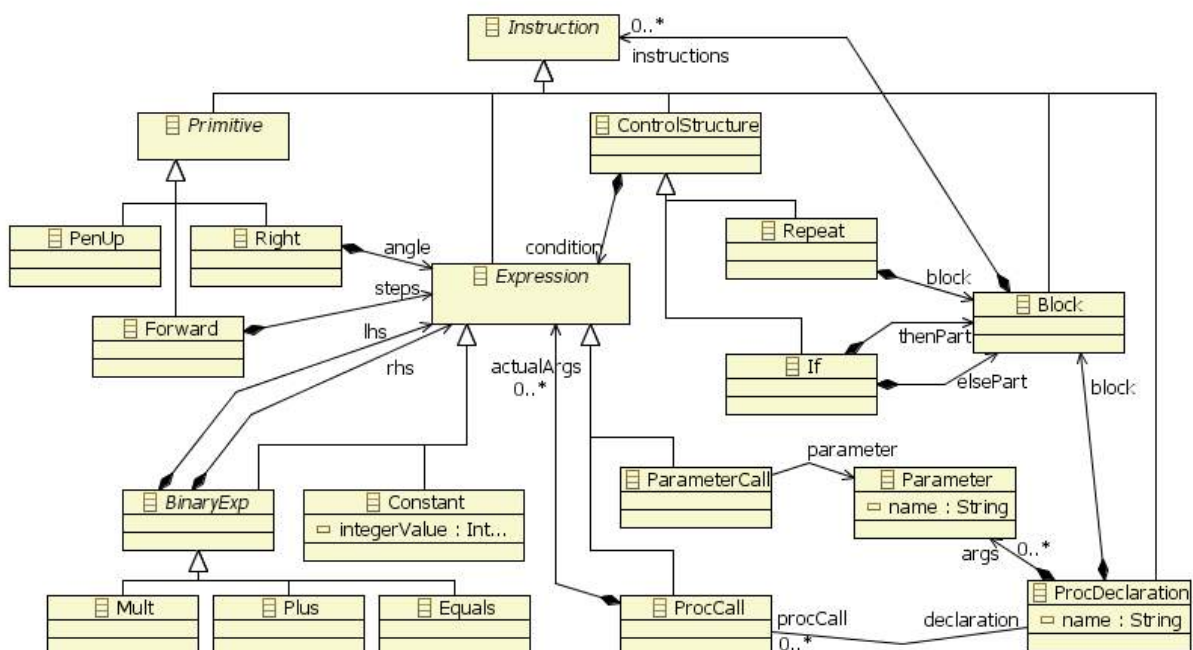 Instruction
0..*
instructions
Primitive
ControlStructure
PenUp
Right
angle
condition
Repeat
Expression
steps
block
Block
Forward
lhs
thenPart
rhs
actualArgs
0..*
If
elsePart
block
parameter
ParameterCall
Parameter
name : String
BinaryExp
Constant
integerValue : Int...
args
0..*
Mult
Plus
Equals
ProcCall
procCall
0..*
declaration
ProcDeclaration
name : String